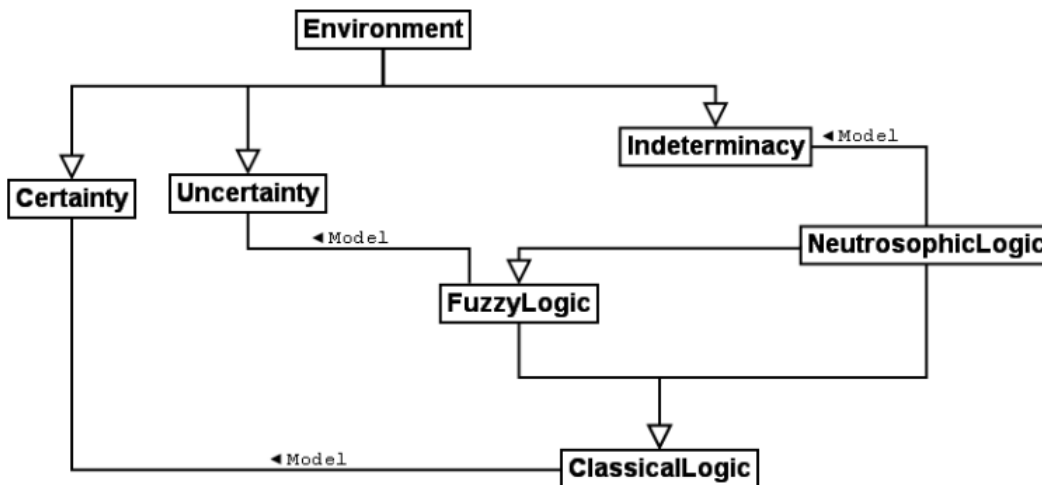 Environment
Indeterminacy
◄ Model
Certainty
Uncertainty
◄ Model
NeutrosophicLogic
FuzzyLogic
◄ Model
ClassicalLogic